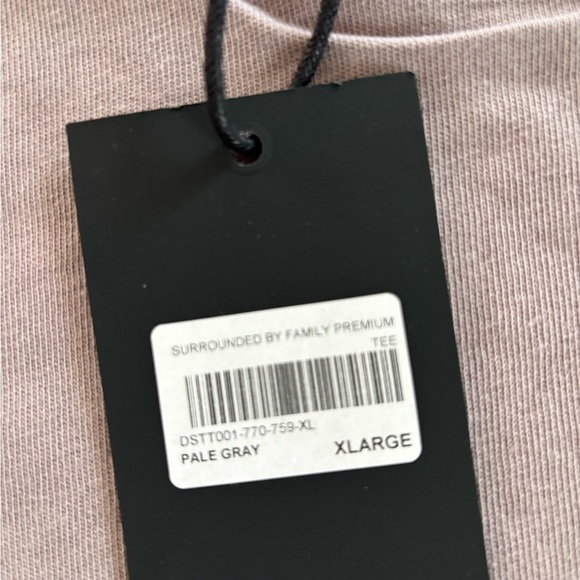 SURROUNDED BY FAMILY PREMIUM
TEE
DSTT001-770-759-XL
PALE GRAY XLARGE